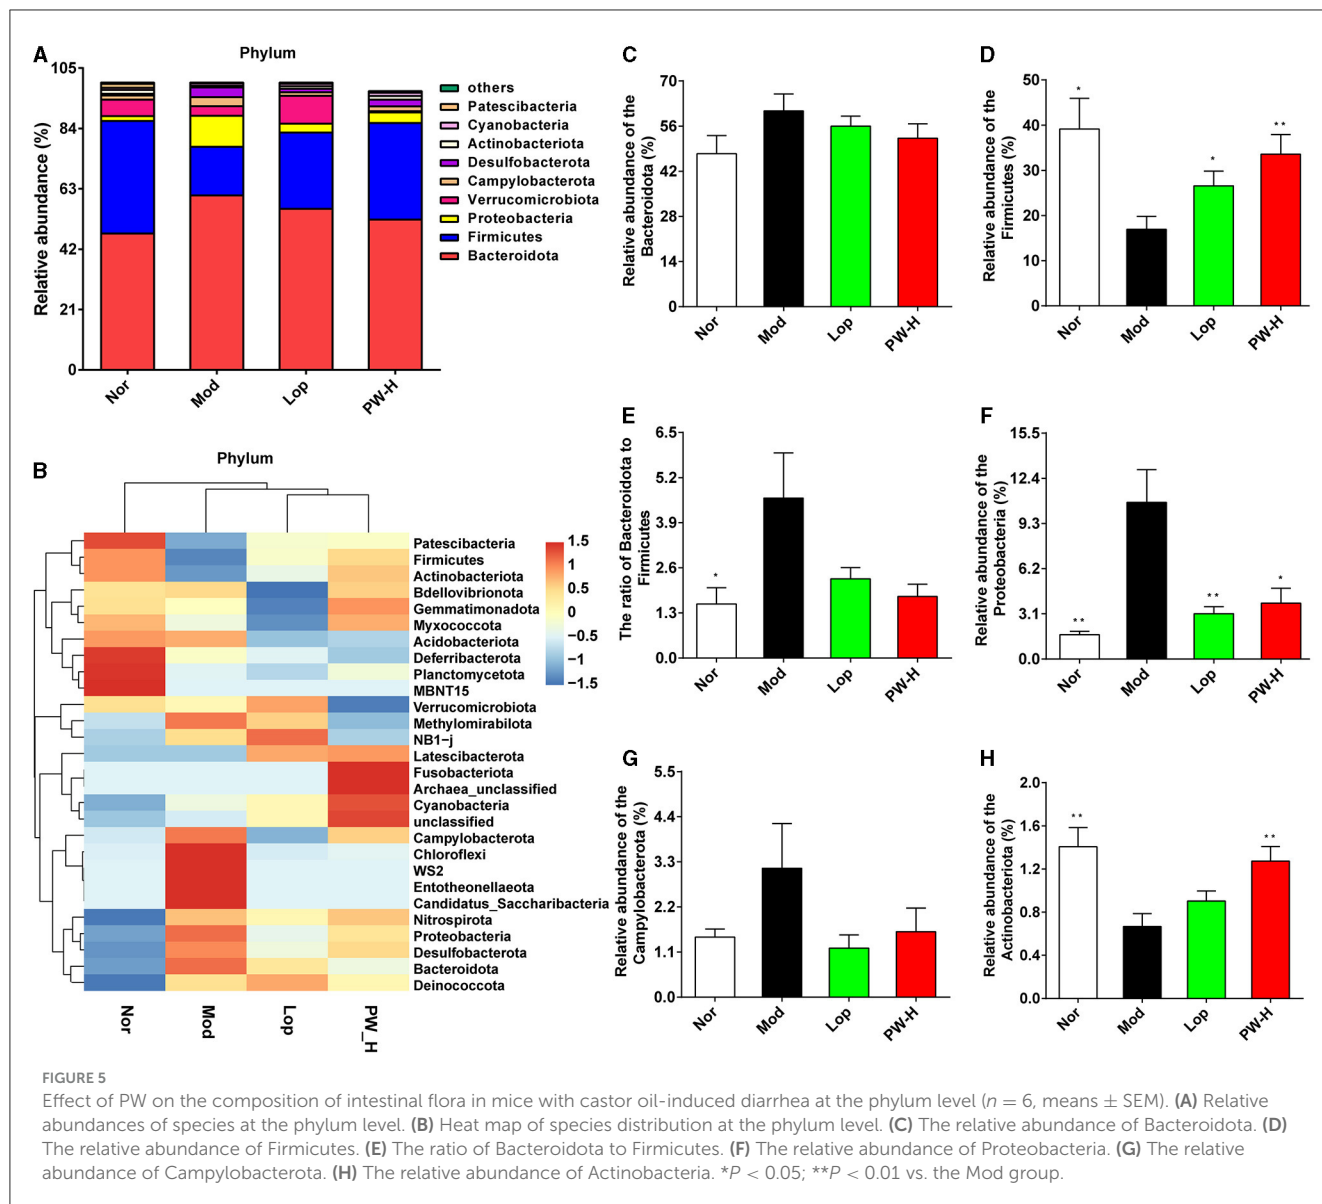 A
Phylum
Relative abundance (%)
105
84
63
42
21
0
Nor
Mod
Lop
PW-H
others
Patescibacteria
Cyanobacteria
Actinobacteriota
Desulfobacterota
Campylobacterota
Verrucomicrobiota
Proteobacteria
Firmicutes
Bacteroidota
C
Relative abundance of the
Bacteroidota (%)
70
56
42
28
14
0
Nor
Mod
Lop
PW-H
D
Relative abundance of the
Firmicutes (%)
50
40
30
20
10
0
*
*
**
Nor
Mod
Lop
PW-H
B
Phylum
Patescibacteria
Firmicutes
Actinobacteriota
Bdellovibrionota
Gemmatimonadota
Myxococcota
Acidobacteriota
Deferribacterota
Planctomycetota
MBNT15
Verrucomicrobiota
Methylomirabilota
NB1−j
Latescibacterota
Fusobacteriota
Archaea_unclassified
Cyanobacteria
unclassified
Campylobacterota
Chloroflexi
WS2
Entotheonellaeota
Candidatus_Saccharibacteria
Nitrospirota
Proteobacteria
Desulfobacterota
Bacteroidota
Deinococcota
1.5
1
0.5
0
−0.5
−1
−1.5
Nor
Mod
Lop
PW_H
E
The ratio of Bacteroidota to
Firmicutes
6.5
5.2
3.9
2.6
1.3
0.0
*
Nor
Mod
Lop
PW-H
F
Relative abundance of the
Proteobacteria (%)
15.5
12.4
9.3
6.2
3.1
0.0
**
**
*
Nor
Mod
Lop
PW-H
G
Relative abundance of the
Campylobacterota (%)
5.5
4.4
3.3
2.2
1.1
0.0
Nor
Mod
Lop
PW-H
H
Relative abundance of the
Actinobacteriota (%)
2.0
1.6
1.2
0.8
0.4
0.0
**
**
Nor
Mod
Lop
PW-H
FIGURE 5
Effect of PW on the composition of intestinal flora in mice with castor oil-induced diarrhea at the phylum level (n = 6, means ± SEM). (A) Relative
abundances of species at the phylum level. (B) Heat map of species distribution at the phylum level. (C) The relative abundance of Bacteroidota. (D)
The relative abundance of Firmicutes. (E) The ratio of Bacteroidota to Firmicutes. (F) The relative abundance of Proteobacteria. (G) The relative
abundance of Campylobacterota. (H) The relative abundance of Actinobacteria. *P < 0.05; **P < 0.01 vs. the Mod group.